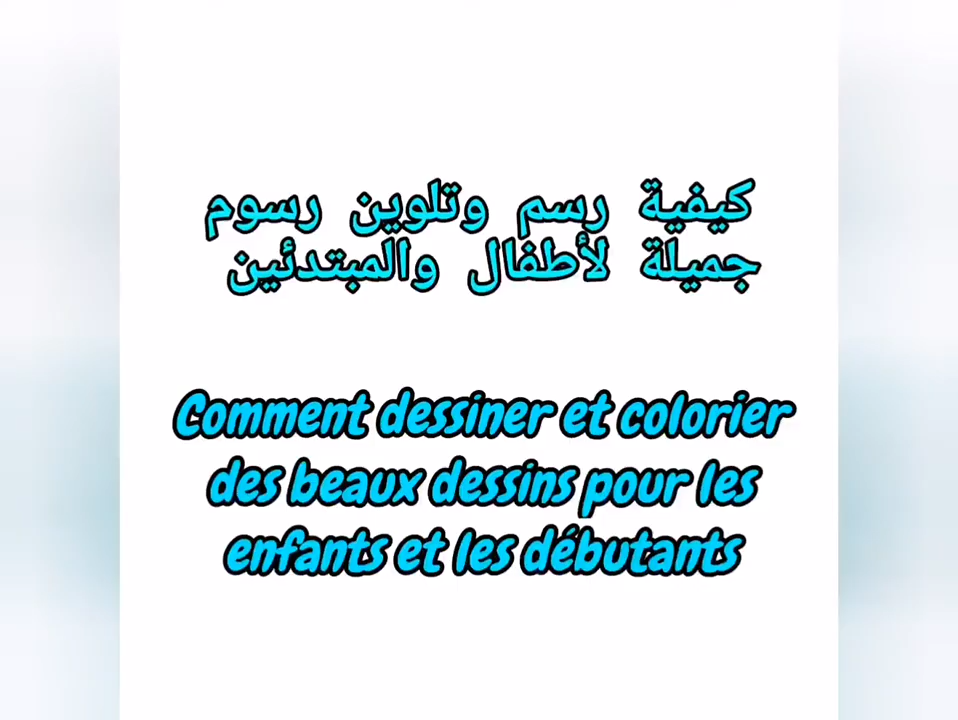 كيفية رسم وتلوين رسوم
جميلة لأطفال والمبتدئين
Comment dessiner et colorier
des beaux dessins pour les
enfants et les débutants